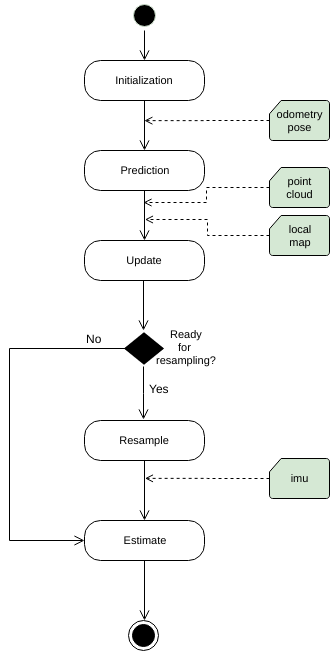 Initialization
odometry
pose
Prediction
point
cloud
local
map
Update
No
Ready
for
resampling?
Yes
Resample
imu
Estimate